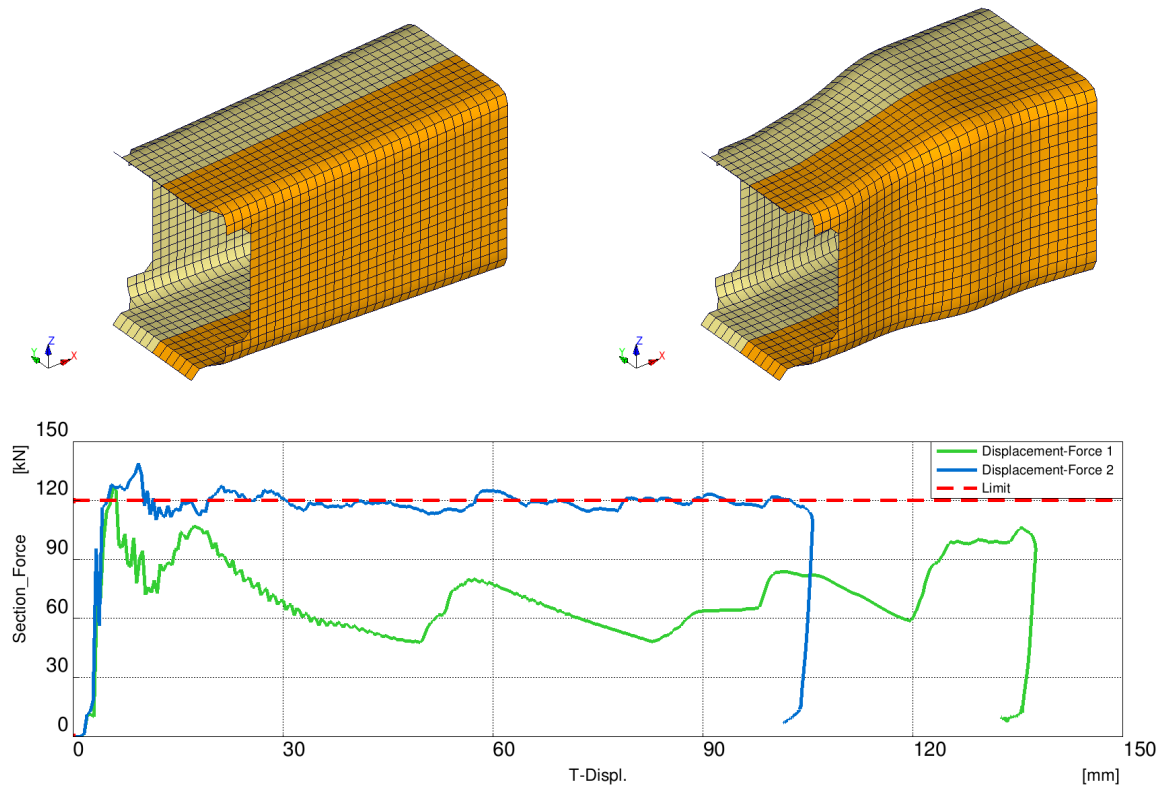 Z
Y
X
Z
Y
X
150
[kN]
120
90
60
30
0
Section_Force
Displacement-Force 1
Displacement-Force 2
Limit
0
30
60
90
120
150
T-Displ.
[mm]